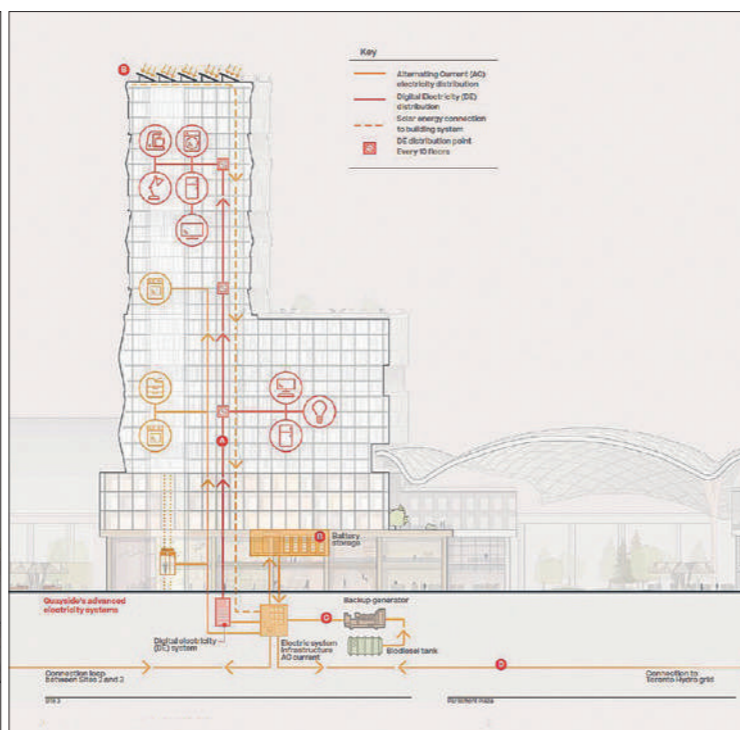 Key
Alternating Current (AC)
electricity distribution
Digital Electricity (DE)
distribution
Solar energy connection
to building system
DE distribution point
Every 10 floors
B
A
B
Battery
storage
Quayside's advanced
electricity systems
Backup generator
C
Digital electricity
(DE) system
Electric system
infrastructure
AC current
Biodiesel tank
D
Connection loop
between Sites 2 and 3
Connection to
Toronto Hydro grid
Parliament Plaza